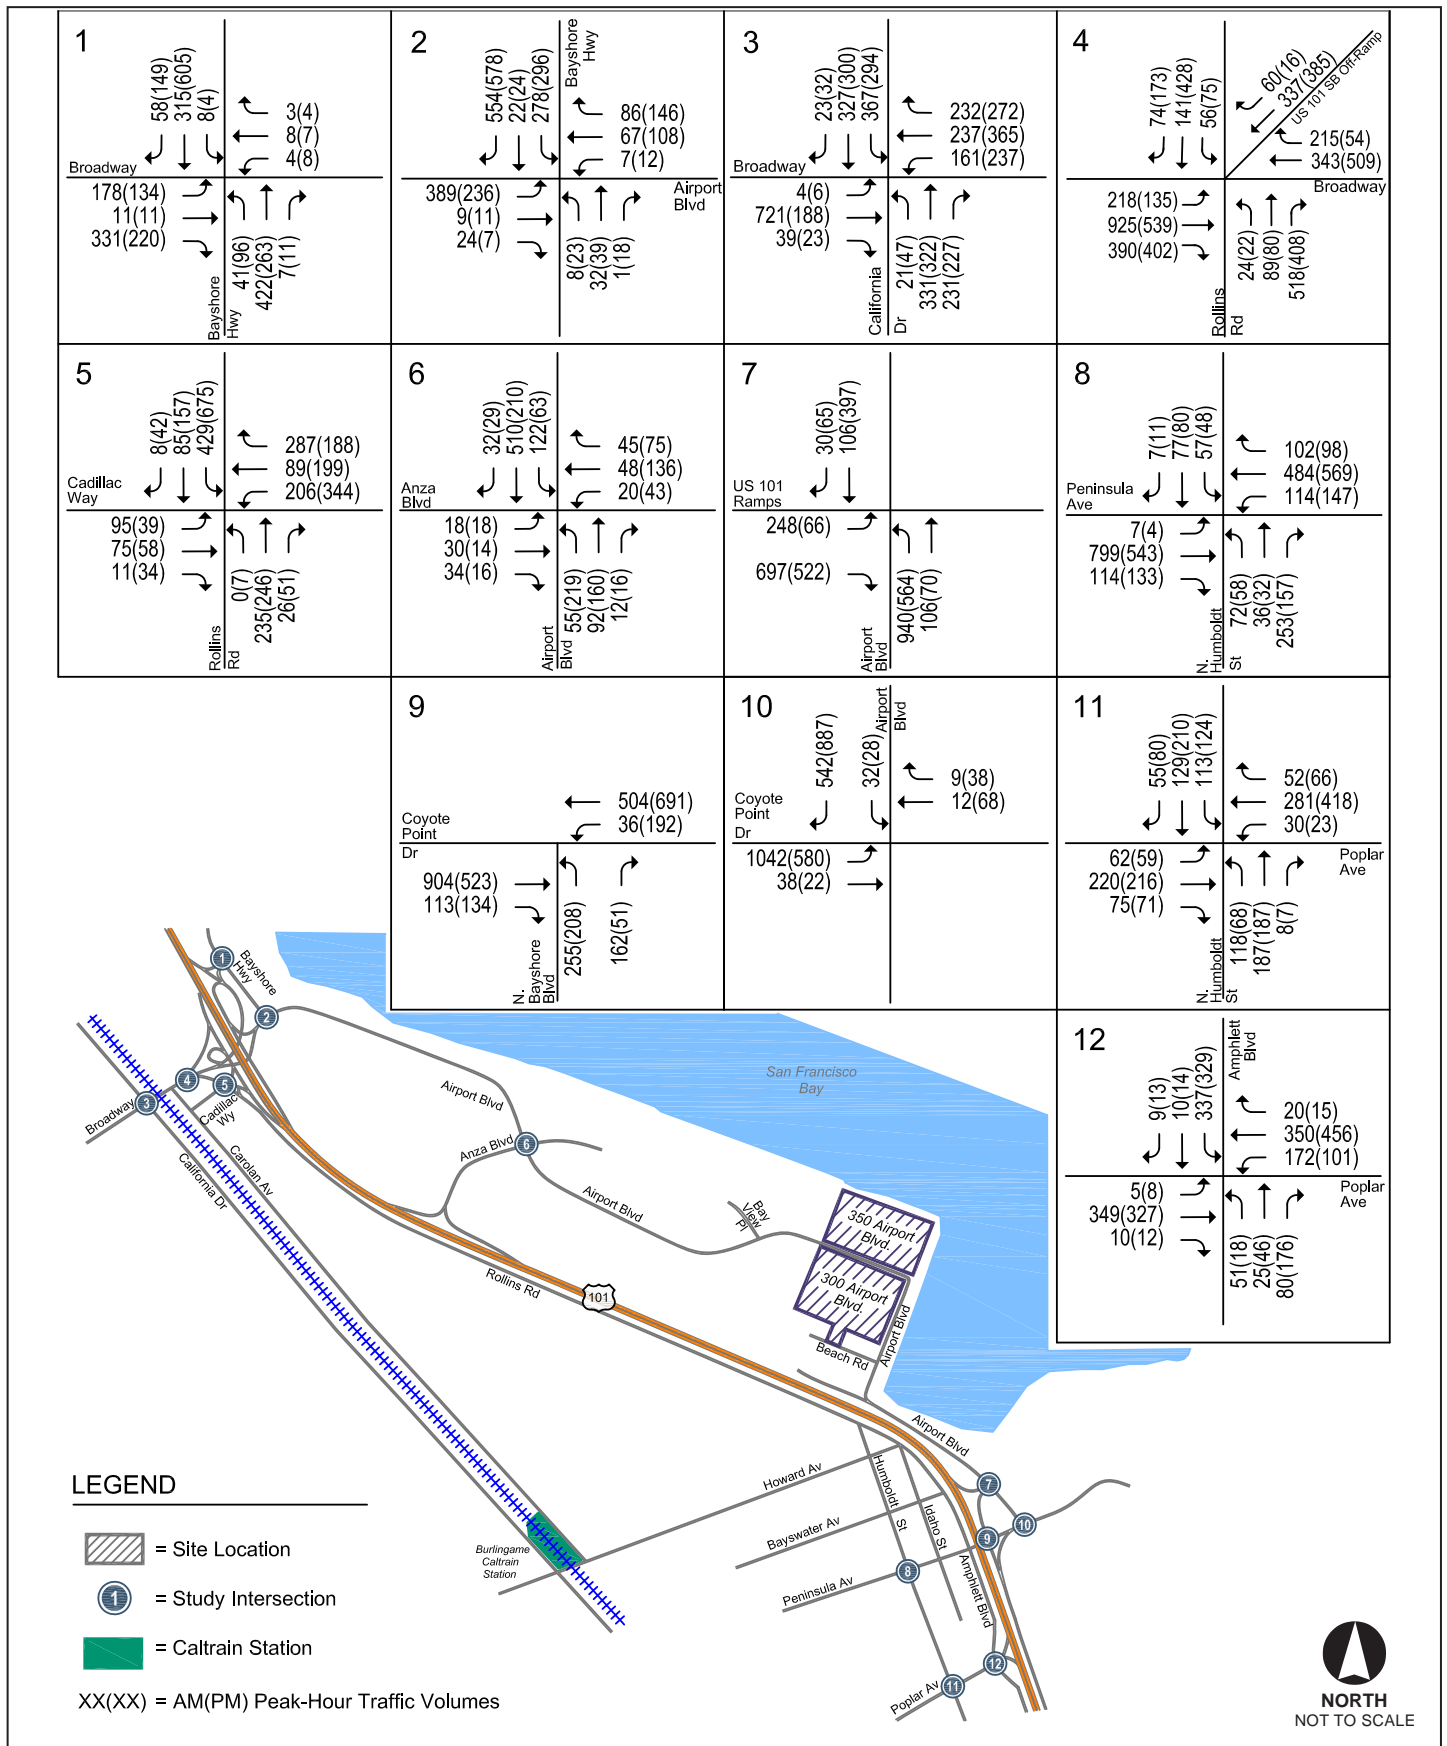 1
58(149)
315(605)
8(4)
3(4)
8(7)
4(8)
Broadway
178(134)
11(11)
331(220)
41(96)
422(263)
7(11)
Bayshore
Hwy
2
554(578)
22(24)
278(296)
Bayshore
Hwy
86(146)
67(108)
7(12)
Airport
Blvd
389(236)
9(11)
24(7)
8(23)
32(39)
1(18)
3
23(32)
327(300)
367(294)
232(272)
237(365)
161(237)
Broadway
4(6)
721(188)
39(23)
21(47)
331(322)
231(227)
California
Dr
4
74(173)
141(428)
56(75)
60(16)
337(385)
US 101 SB Off-Ramp
215(54)
343(509)
Broadway
218(135)
925(539)
390(402)
24(22)
89(80)
518(408)
Rollins
Rd
5
8(42)
85(157)
429(675)
287(188)
89(199)
206(344)
Cadillac
Way
95(39)
75(58)
11(34)
0(7)
235(246)
26(51)
Rollins
Rd
6
32(29)
510(210)
122(63)
45(75)
48(136)
20(43)
Anza
Blvd
18(18)
30(14)
34(16)
55(219)
92(160)
12(16)
Airport
Blvd
7
30(65)
106(397)
US 101
Ramps
248(66)
697(522)
940(564)
106(70)
Airport
Blvd
8
7(11)
77(80)
57(48)
102(98)
484(569)
114(147)
Peninsula
Ave
7(4)
799(543)
114(133)
72(58)
36(32)
253(157)
N.
Humboldt
St
9
504(691)
36(192)
Coyote
Point
Dr
904(523)
113(134)
255(208)
162(51)
N.
Bayshore
Blvd
10
542(887)
32(28)
Airport
Blvd
9(38)
12(68)
Coyote
Point
Dr
1042(580)
38(22)
11
55(80)
129(210)
113(124)
52(66)
281(418)
30(23)
Poplar
Ave
62(59)
220(216)
75(71)
118(68)
187(187)
8(7)
N.
Humboldt
St
12
9(13)
10(14)
337(329)
Amphlett
Blvd
20(15)
350(456)
172(101)
Poplar
Ave
5(8)
349(327)
10(12)
51(18)
25(46)
80(176)
1
Bayshore
Hwy
2
San Francisco
Bay
4
5
3
Broadway
Cadillac
Wy
Airport Blvd
Anza Blvd
6
Carolan Av
California Dr
Airport Blvd
Bay
View
Pl
350 Airport
Blvd.
300 Airport
Blvd.
Airport Blvd
Beach Rd
Rollins Rd
101
Airport Blvd
Howard Av
Humboldt
St
Idaho St
7
10
9
Bayswater Av
8
Amphlett Blvd
Peninsula Av
Burlingame
Caltrain
Station
12
11
Poplar Av
LEGEND
= Site Location
1
= Study Intersection
= Caltrain Station
XX(XX) = AM(PM) Peak-Hour Traffic Volumes
NORTH
NOT TO SCALE